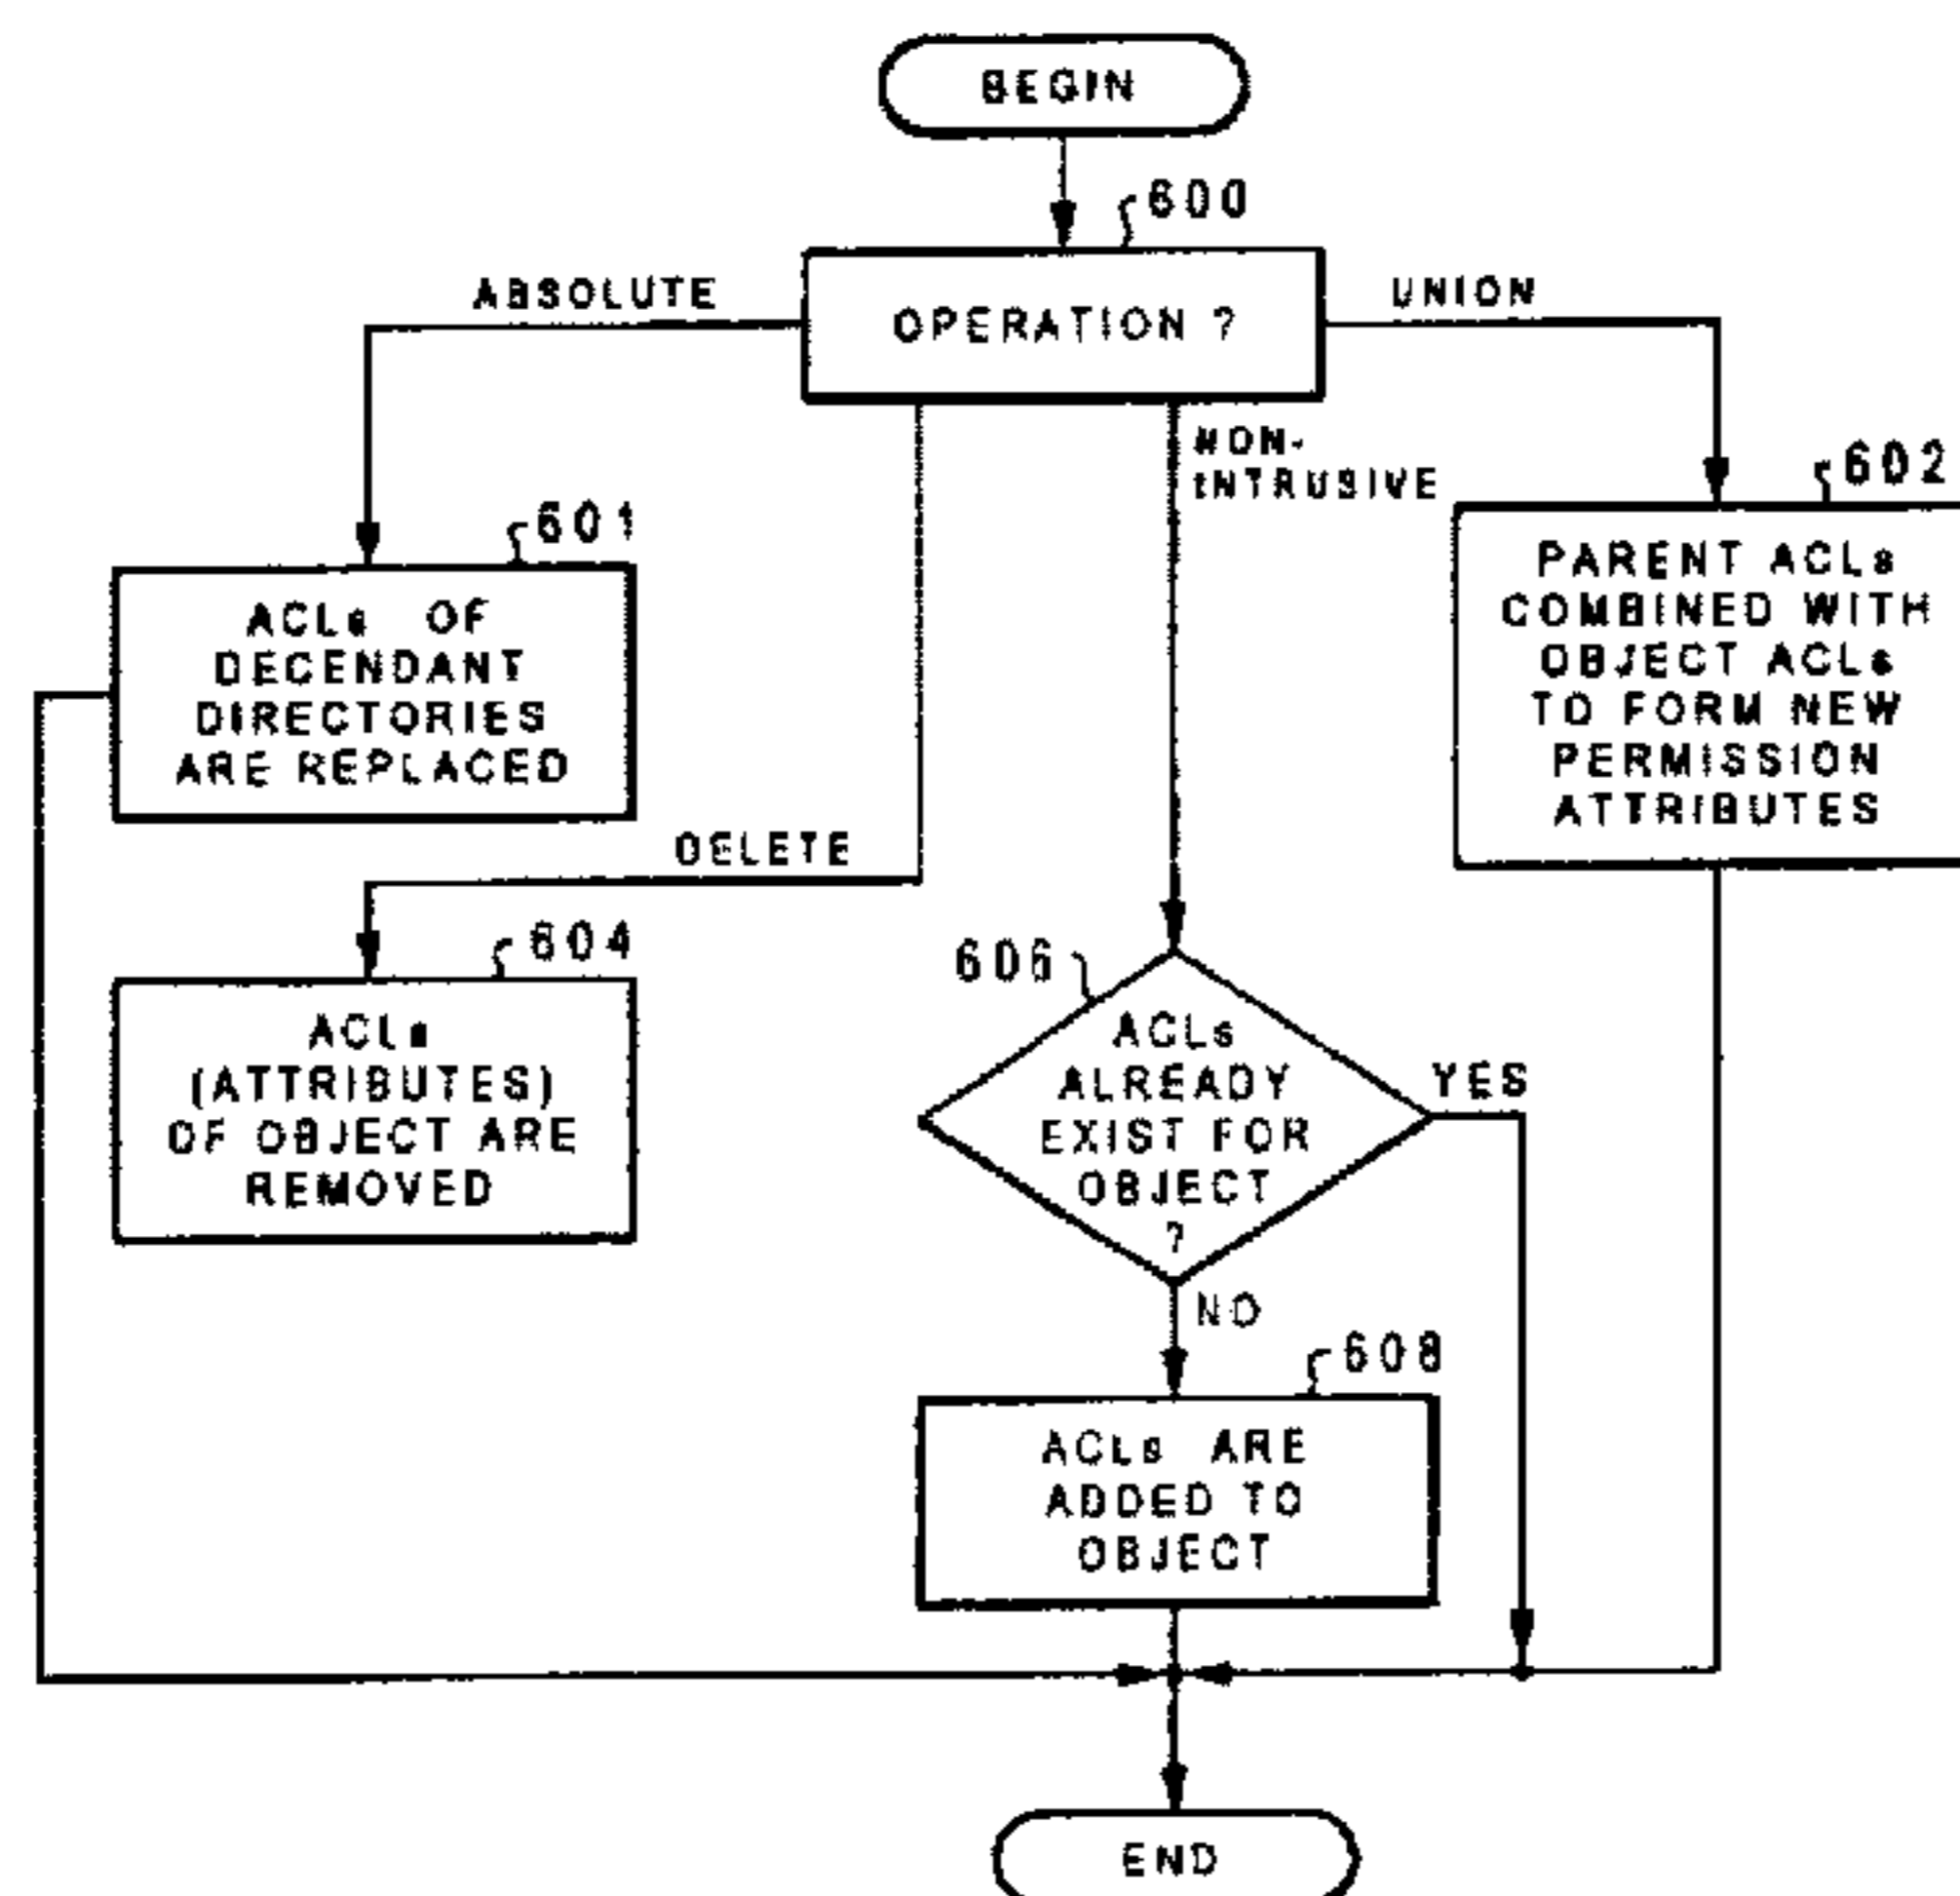 BEGIN
600
ABSOLUTE
OPERATION ?
UNION
NON-
INTRUSIVE
602
601
PARENT ACLs
COMBINED WITH
OBJECT ACLs
TO FORM NEW
PERMISSION
ATTRIBUTES
ACLs OF
DECENDANT
DIRECTORIES
ARE REPLACED
DELETE
604
606
ACLs
(ATTRIBUTES)
OF OBJECT ARE
REMOVED
ACLs
ALREADY
EXIST FOR
OBJECT
?
YES
NO
608
ACLs ARE
ADDED TO
OBJECT
END